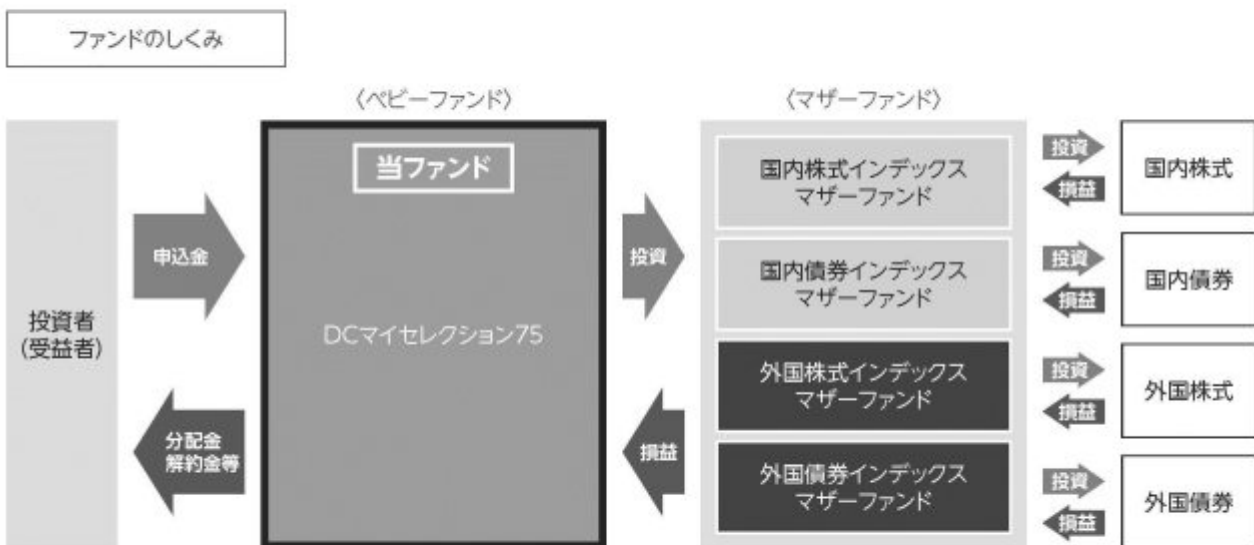 ファンドのしくみ
〈ベビーファンド〉
〈マザーファンド〉
投資者
(受益者)
申込金
分配金
解約金等
当ファンド
DCマイセレクション75
投資
損益
国内株式インデックス
マザーファンド
国内債券インデックス
マザーファンド
外国株式インデックス
マザーファンド
外国債券インデックス
マザーファンド
投資
損益
国内株式
投資
損益
国内債券
投資
損益
外国株式
投資
損益
外国債券